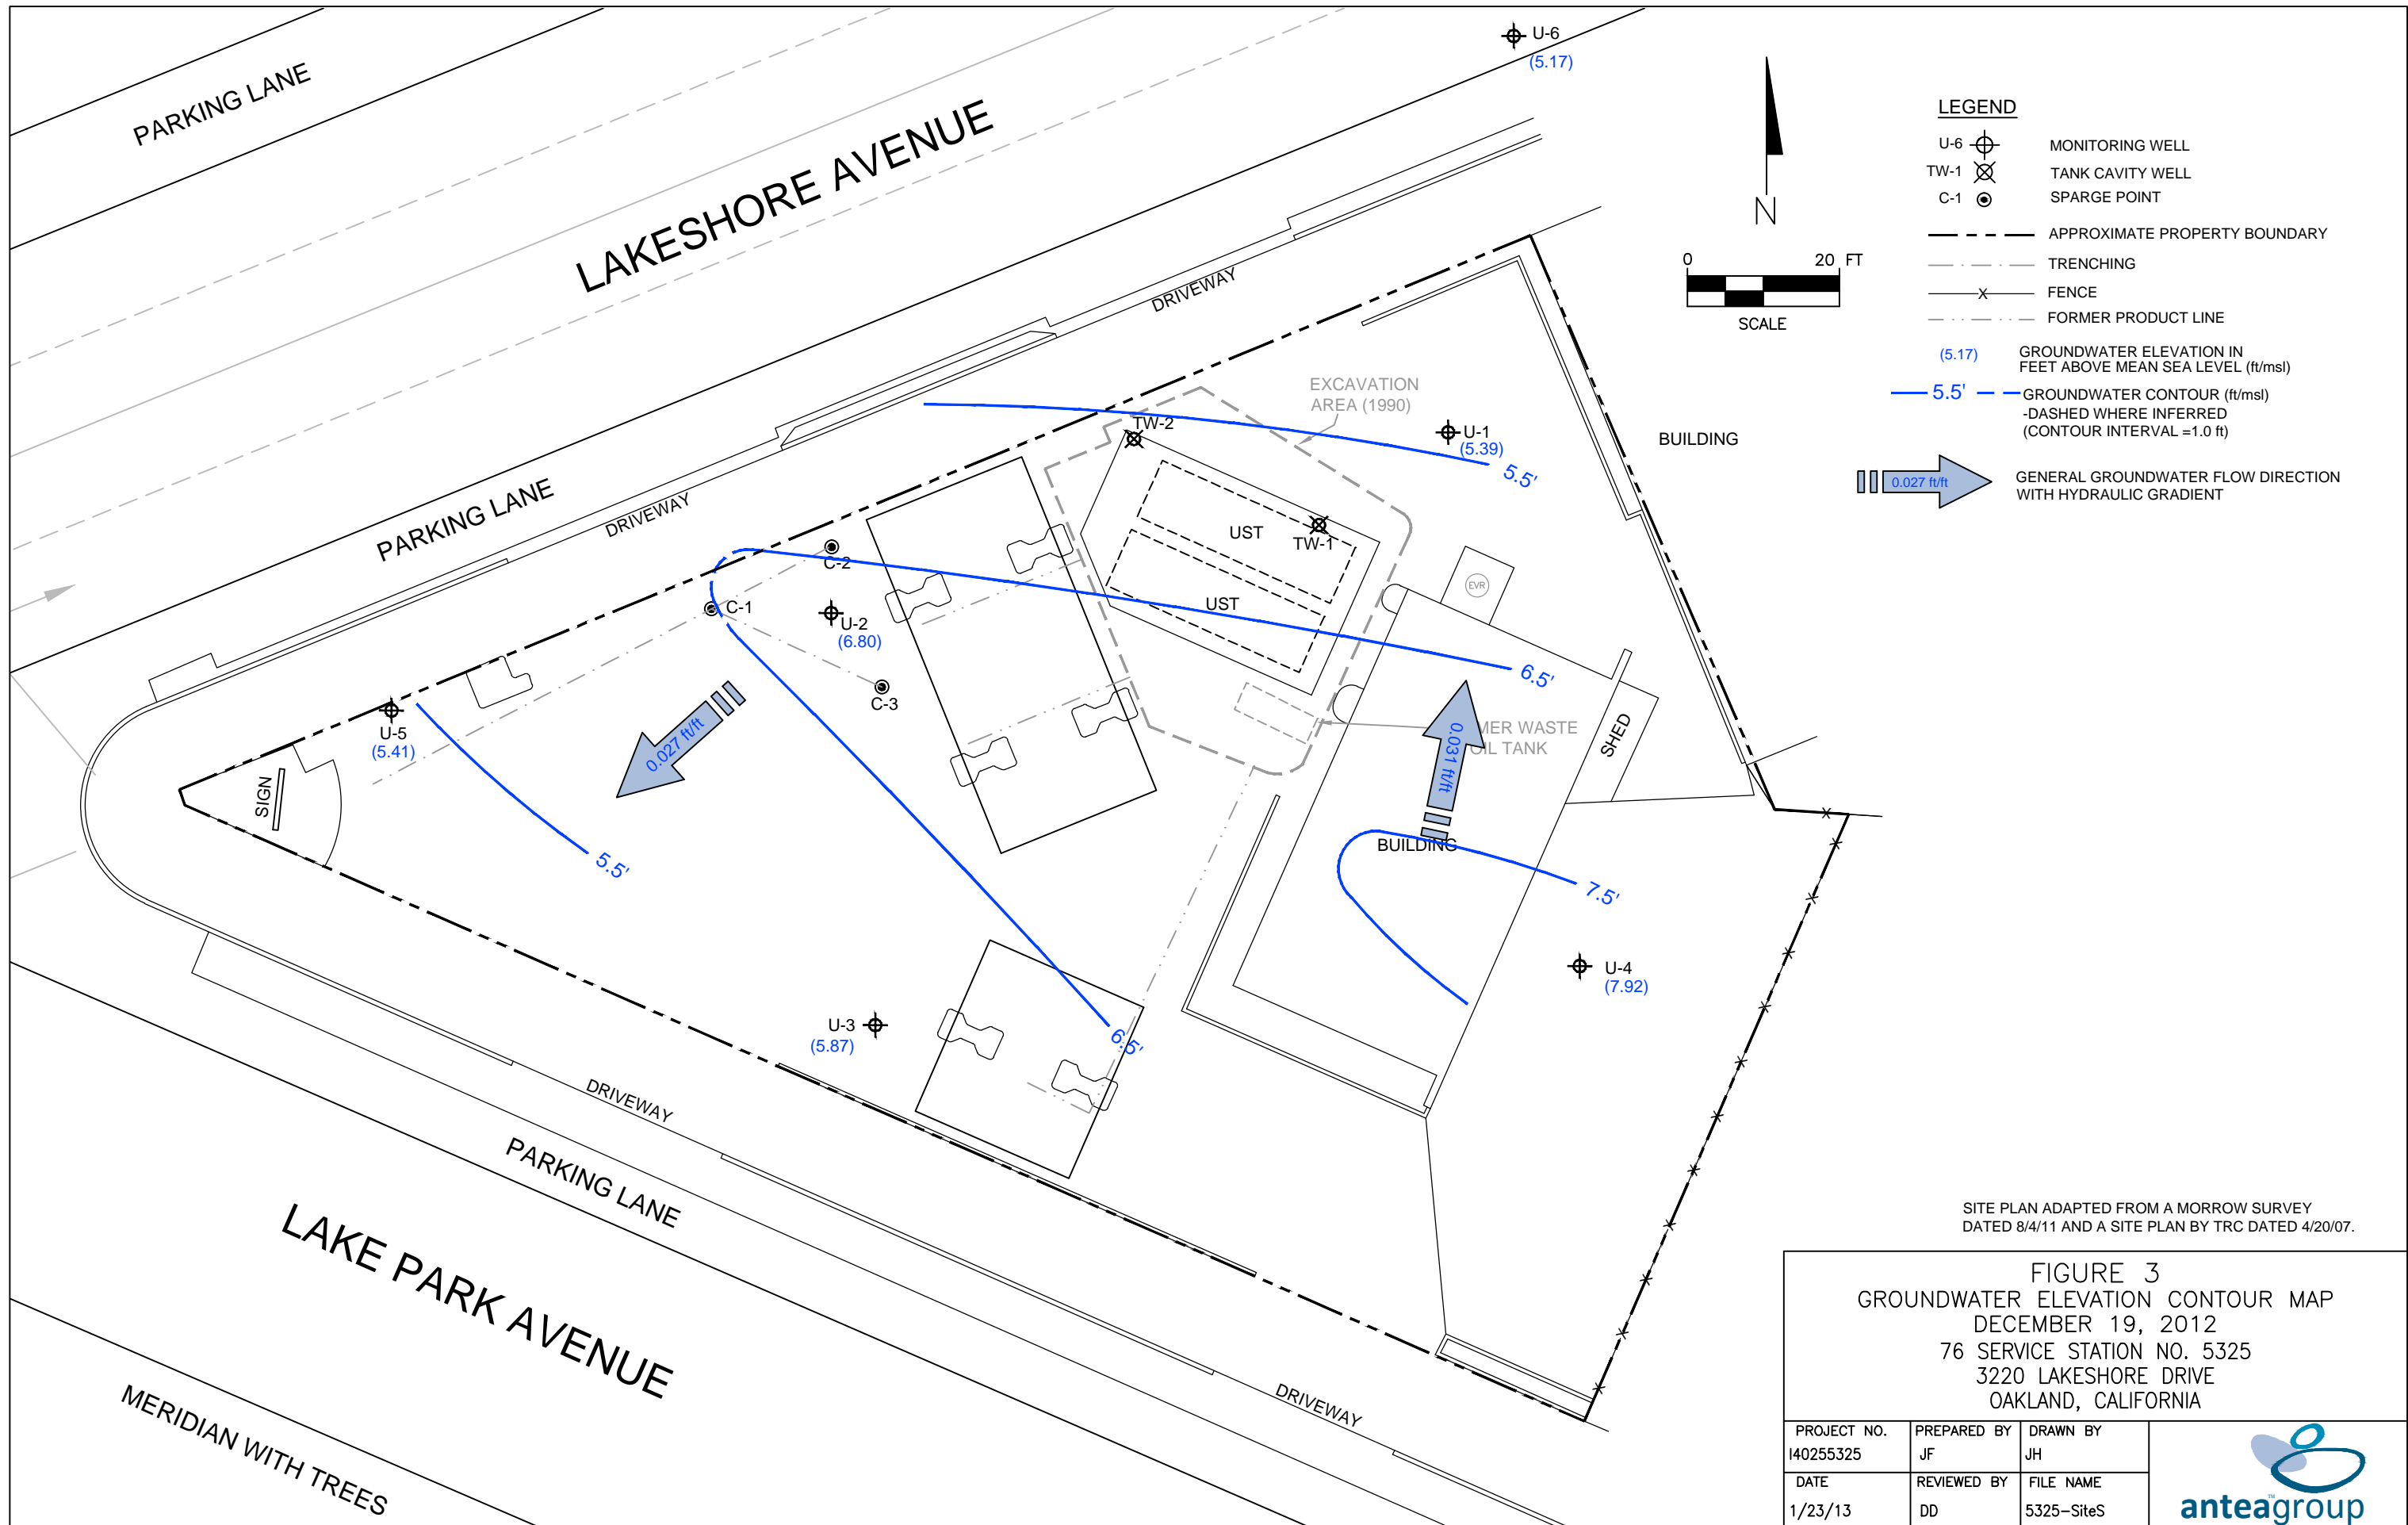 U-6
(5.17)
PARKING LANE
LAKESHORE AVENUE
N
0 20 FT
SCALE
LEGEND
U-6 MONITORING WELL
TW-1 TANK CAVITY WELL
C-1 SPARGE POINT
APPROXIMATE PROPERTY BOUNDARY
TRENCHING
X FENCE
FORMER PRODUCT LINE
(5.17) GROUNDWATER ELEVATION IN
FEET ABOVE MEAN SEA LEVEL (ft/msl)
5.5' GROUNDWATER CONTOUR (ft/msl)
-DASHED WHERE INFERRED
(CONTOUR INTERVAL =1.0 ft)
0.027 ft/ft GENERAL GROUNDWATER FLOW DIRECTION
WITH HYDRAULIC GRADIENT
DRIVEWAY
EXCAVATION
AREA (1990)
TW-2
U-1
(5.39)
5.5'
BUILDING
PARKING LANE
DRIVEWAY
UST
TW-1
UST
EVR
C-2
C-1
U-2
(6.80)
C-3
6.5'
U-5
(5.41)
0.027 ft/ft
0.031 ft/ft
MER WASTE
OIL TANK
SHED
SIGN
5.5'
BUILDING
7.5'
U-4
(7.92)
U-3
(5.87)
6.5'
DRIVEWAY
PARKING LANE
LAKE PARK AVENUE
MERIDIAN WITH TREES
DRIVEWAY
SITE PLAN ADAPTED FROM A MORROW SURVEY
DATED 8/4/11 AND A SITE PLAN BY TRC DATED 4/20/07.
FIGURE 3
GROUNDWATER ELEVATION CONTOUR MAP
DECEMBER 19, 2012
76 SERVICE STATION NO. 5325
3220 LAKESHORE DRIVE
OAKLAND, CALIFORNIA
PROJECT NO. PREPARED BY DRAWN BY
I40255325 JF JH
DATE REVIEWED BY FILE NAME
1/23/13 DD 5325-SiteS
anteagroup™